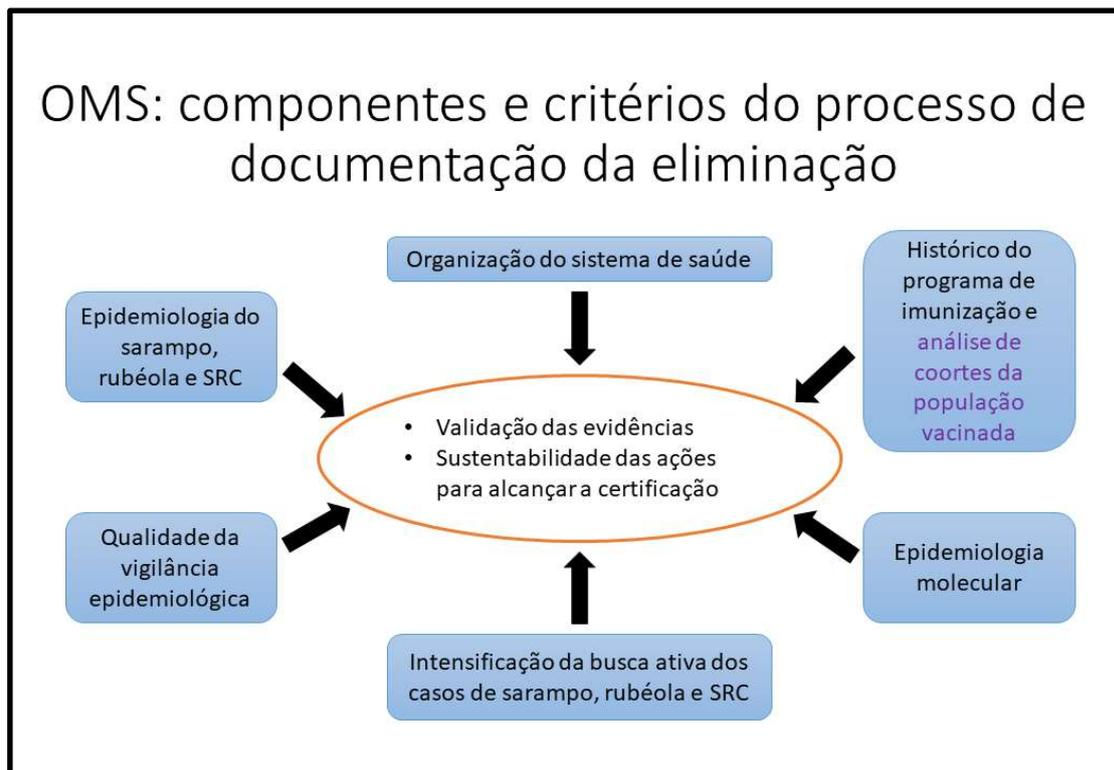 OMS: componentes e critérios do processo de
documentação da eliminação
Organização do sistema de saúde
Histórico do
programa de
imunização e
análise de
coortes da
população
vacinada
Epidemiologia do
sarampo,
rubéola e SRC
• Validação das evidências
• Sustentabilidade das ações
para alcançar a certificação
Qualidade da
vigilância
epidemiológica
Epidemiologia
molecular
Intensificação da busca ativa dos
casos de sarampo, rubéola e SRC